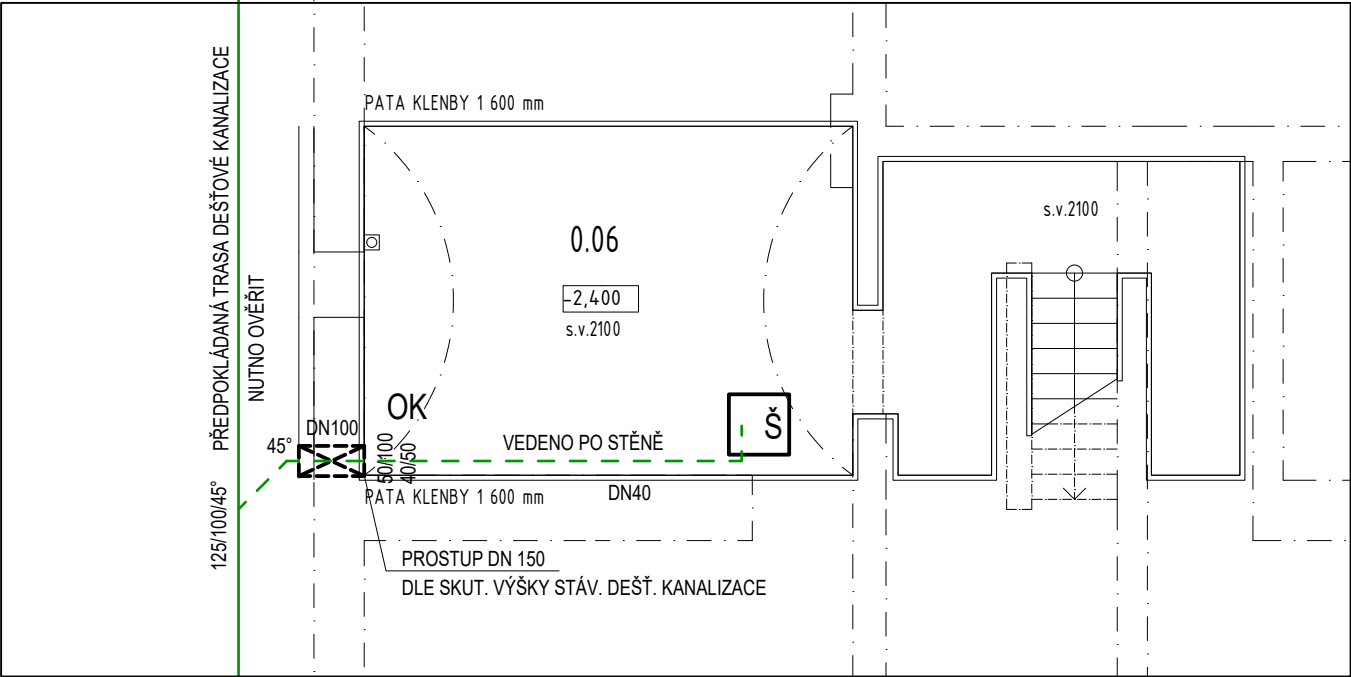 PŘEDPOKLÁDANÁ TRASA DEŠŤOVÉ KANALIZACE
NUTNO OVĚŘIT
PATA KLENBY 1 600 mm
0.06
-2,400
s.v.2100
s.v.2100
OK
Š
DN100
45°
50/100
40/50
VEDENO PO STĚNĚ
DN40
PATA KLENBY 1 600 mm
125/100/45°
PROSTUP DN 150
DLE SKUT. VÝŠKY STÁV. DEŠŤ. KANALIZACE